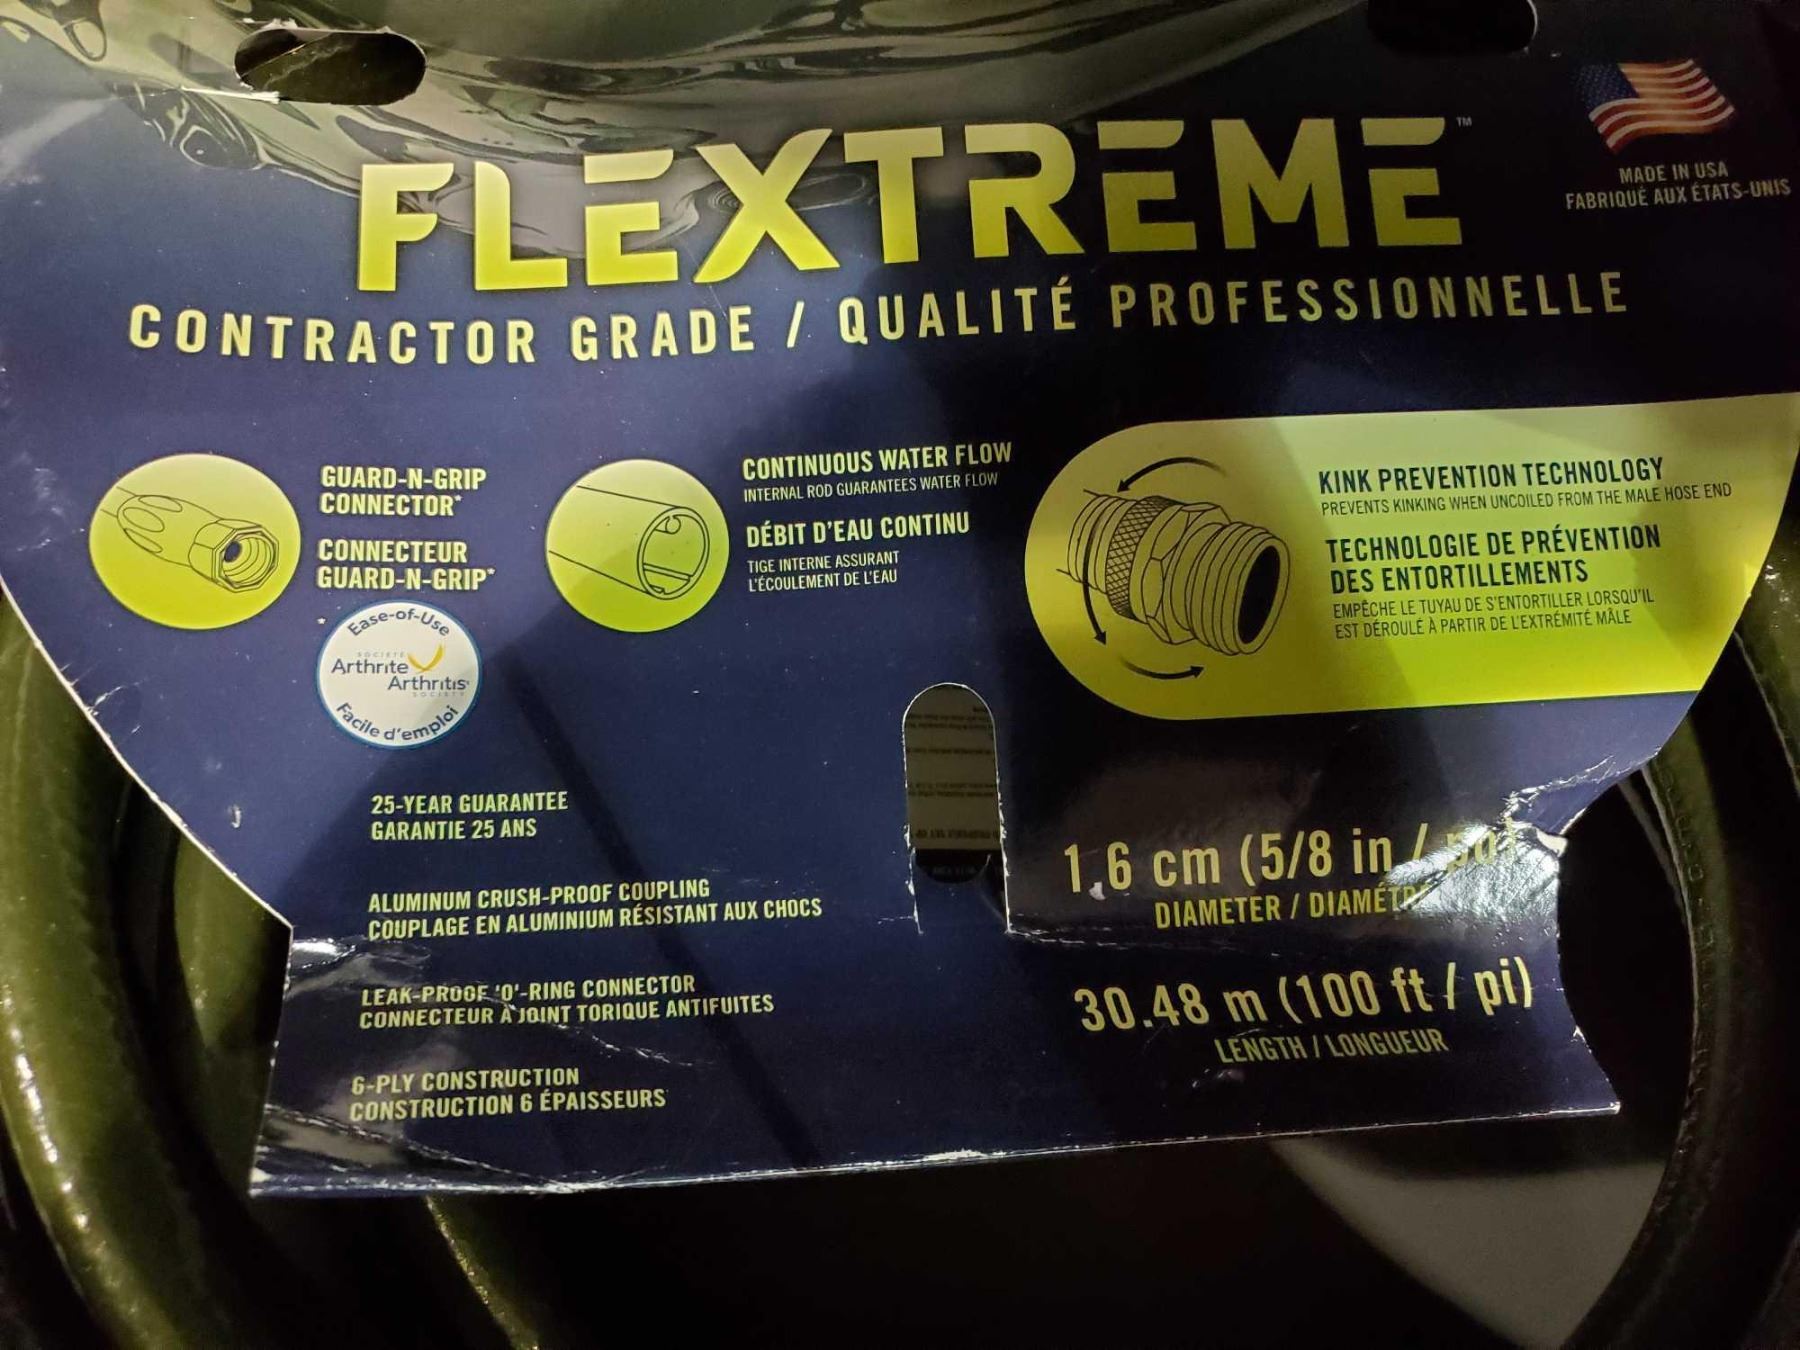 FLEXTREME™
CONTRACTOR GRADE / QUALITÉ PROFESSIONNELLE
MADE IN USA
FABRIQUÉ AUX ÉTATS-UNIS
GUARD-N-GRIP
CONNECTOR*
CONNECTEUR
GUARD-N-GRIP*
*
Ease-of-Use
SOCIÉTÉ
Arthrite
Arthritis
SOCIETY
Facile d'emploi
CONTINUOUS WATER FLOW
INTERNAL ROD GUARANTEES WATER FLOW
DÉBIT D'EAU CONTINU
TIGE INTERNE ASSURANT
L'ÉCOULEMENT DE L'EAU
KINK PREVENTION TECHNOLOGY
PREVENTS KINKING WHEN UNCOILED FROM THE MALE HOSE END
TECHNOLOGIE DE PRÉVENTION
DES ENTORTILLEMENTS
EMPÊCHE LE TUYAU DE S'ENTORTILLER LORSQU'IL
EST DÉROULÉ À PARTIR DE L'EXTRÉMITÉ MÂLE
25-YEAR GUARANTEE
GARANTIE 25 ANS
ALUMINUM CRUSH-PROOF COUPLING
COUPLAGE EN ALUMINIUM RÉSISTANT AUX CHOCS
LEAK-PROOF 'O'-RING CONNECTOR
CONNECTEUR À JOINT TORIQUE ANTIFUITES
6-PLY CONSTRUCTION
CONSTRUCTION 6 ÉPAISSEURS
1.6 cm (5/8 in / po)
DIAMETER / DIAMÈTRE
30.48 m (100 ft / pi)
LENGTH / LONGUEUR